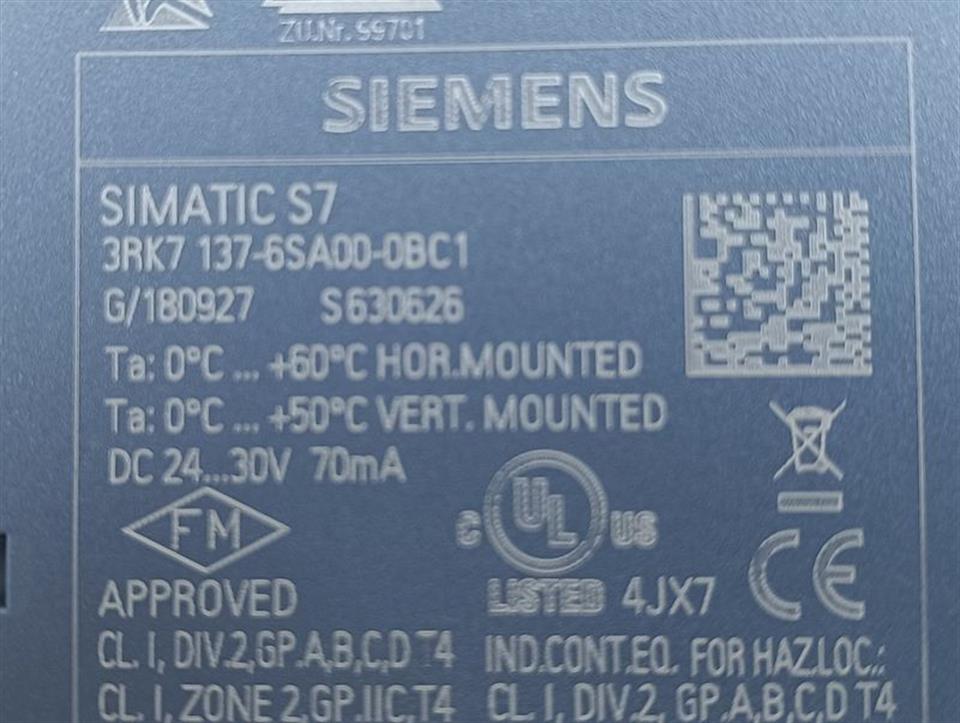 ZU.Nr. 99701
SIEMENS
SIMATIC S7
3RK7 137-6SA00-0BC1
G/180927 S630626
Ta: 0°C ... +60°C HOR.MOUNTED
Ta: 0°C ... +50°C VERT. MOUNTED
DC 24...30V 70mA
FM
APPROVED
CL. I, DIV.2,GP.A,B,C,D T4
CL. I, ZONE 2,GP.IIC,T4
C UL US
LISTED 4JX7 CE
IND.CONT.EQ. FOR HAZ.LOC.:
CL. I, DIV.2, GP.A,B,C,D T4